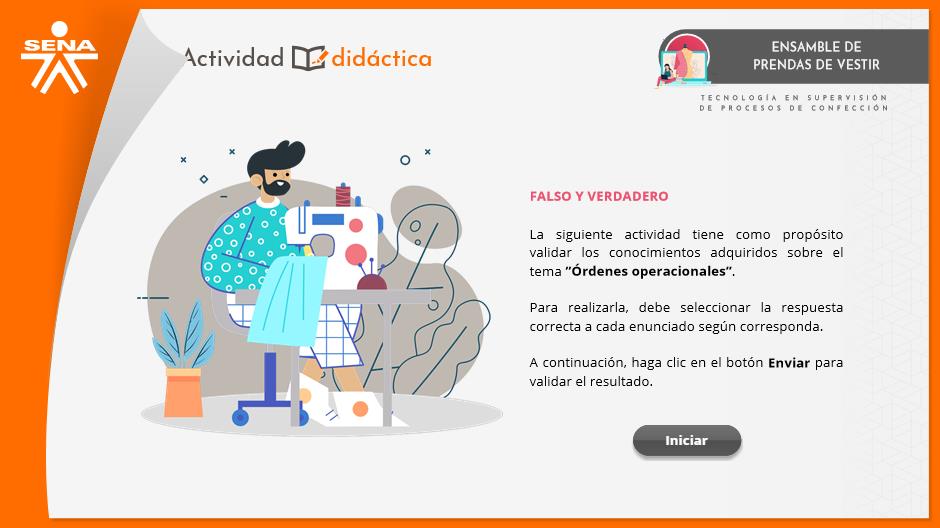 SENA
Actividad didáctica
ENSAMBLE DE
PRENDAS DE VESTIR
TECNOLOGÍA EN SUPERVISIÓN
DE PROCESOS DE CONFECCIÓN
FALSO Y VERDADERO
La siguiente actividad tiene como propósito
validar los conocimientos adquiridos sobre el
tema ”Órdenes operacionales”.
Para realizarla, debe seleccionar la respuesta
correcta a cada enunciado según corresponda.
A continuación, haga clic en el botón Enviar para
validar el resultado.
Iniciar